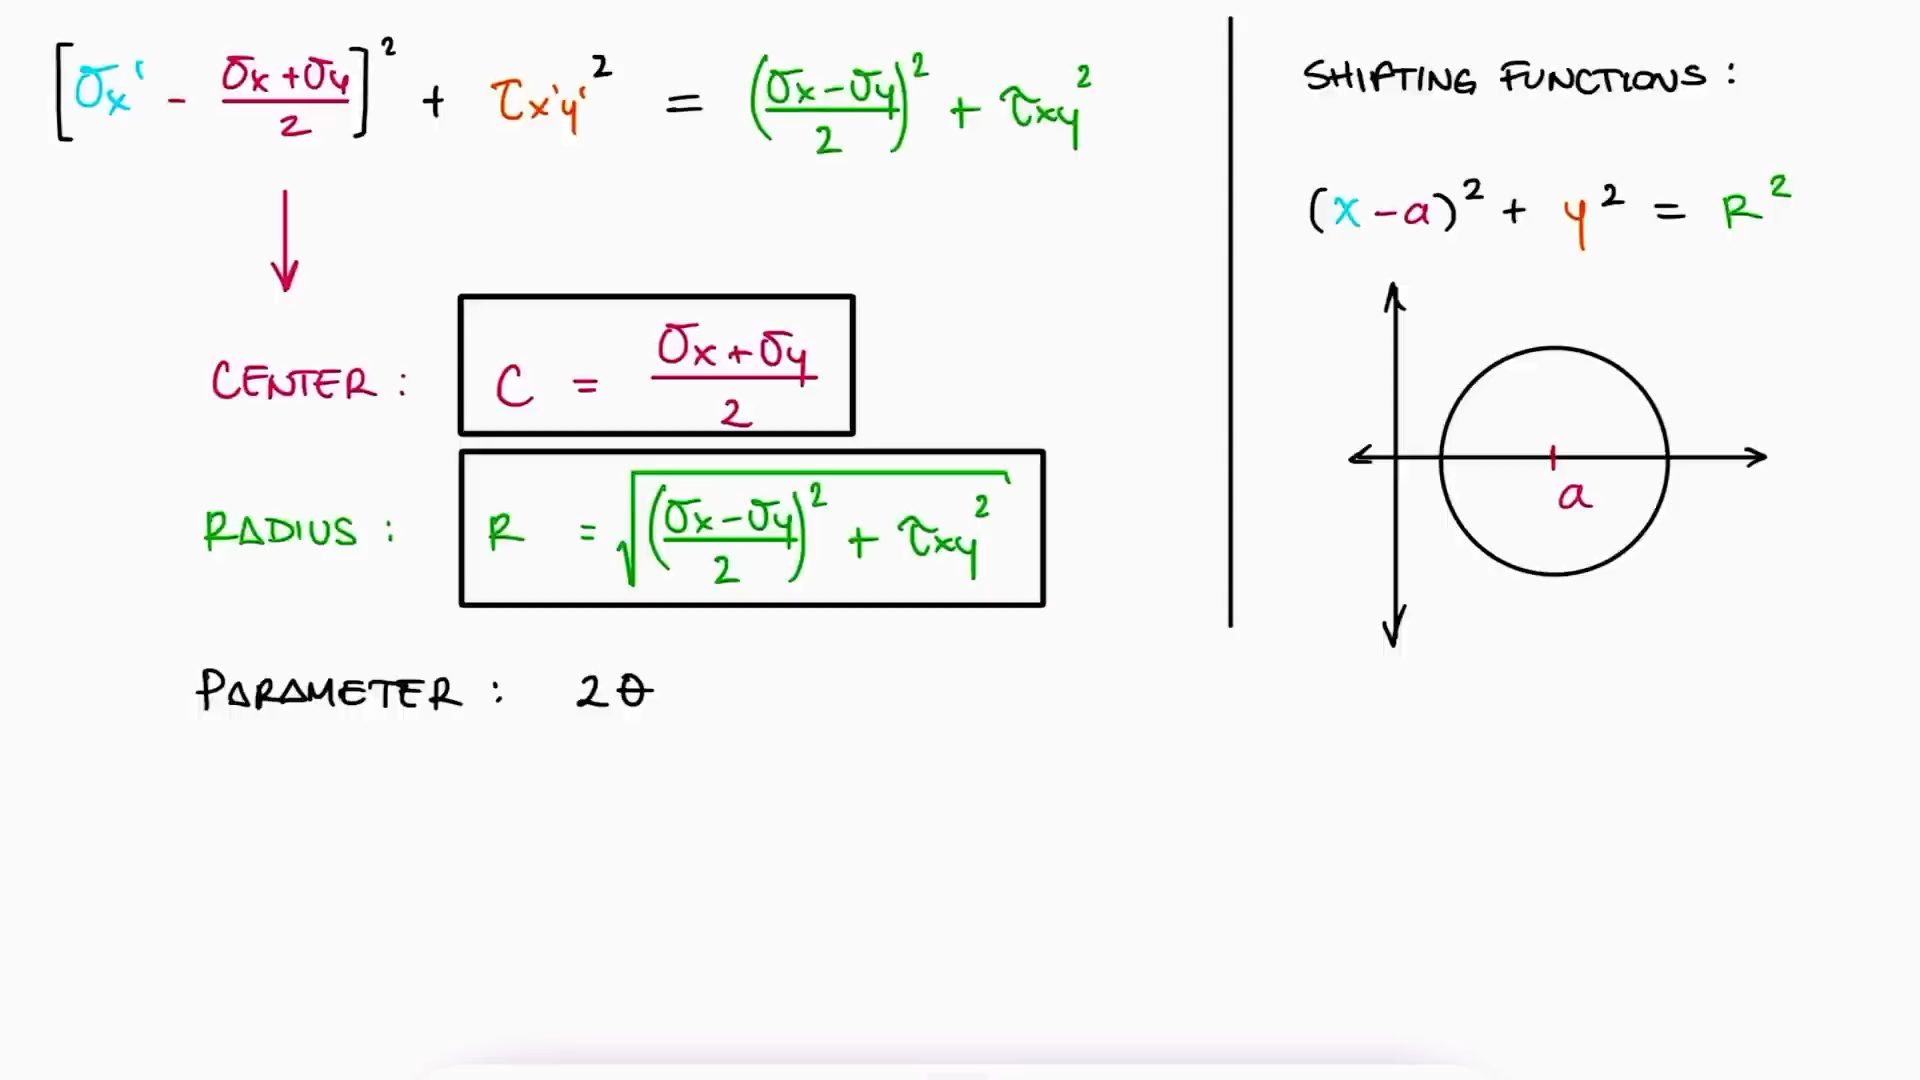 [σx' - (σx + σy)/2]² + τx'y'² = ((σx - σy)/2)² + τxy²
CENTER : C = (σx + σy)/2
RADIUS : R = √(((σx - σy)/2)² + τxy²)
PARAMETER : 2θ
SHIFTING FUNCTIONS :
(x - a)² + y² = R²
a